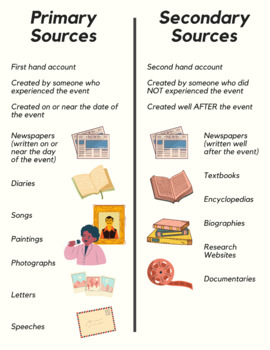 Primary
Sources
First hand account
Created by someone who
experienced the event
Created on or near the date of
the event
Newspapers
(written on
or near the day
of the event)
Diaries
Songs
Paintings
Photographs
Letters
Speeches
Secondary
Sources
Second hand account
Created by someone who did
NOT experienced the event
Created well AFTER the event
Newspapers
(written well
after the event)
Textbooks
Encyclopedias
Biographies
Research
Websites
Documentaries